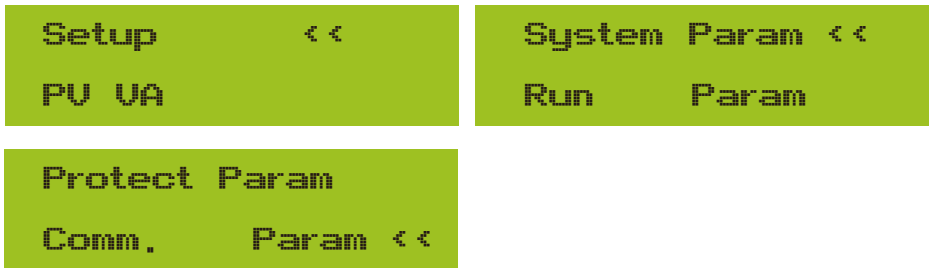 Setup <<
PV VA
System Param <<
Run Param
Protect Param
Comm. Param <<